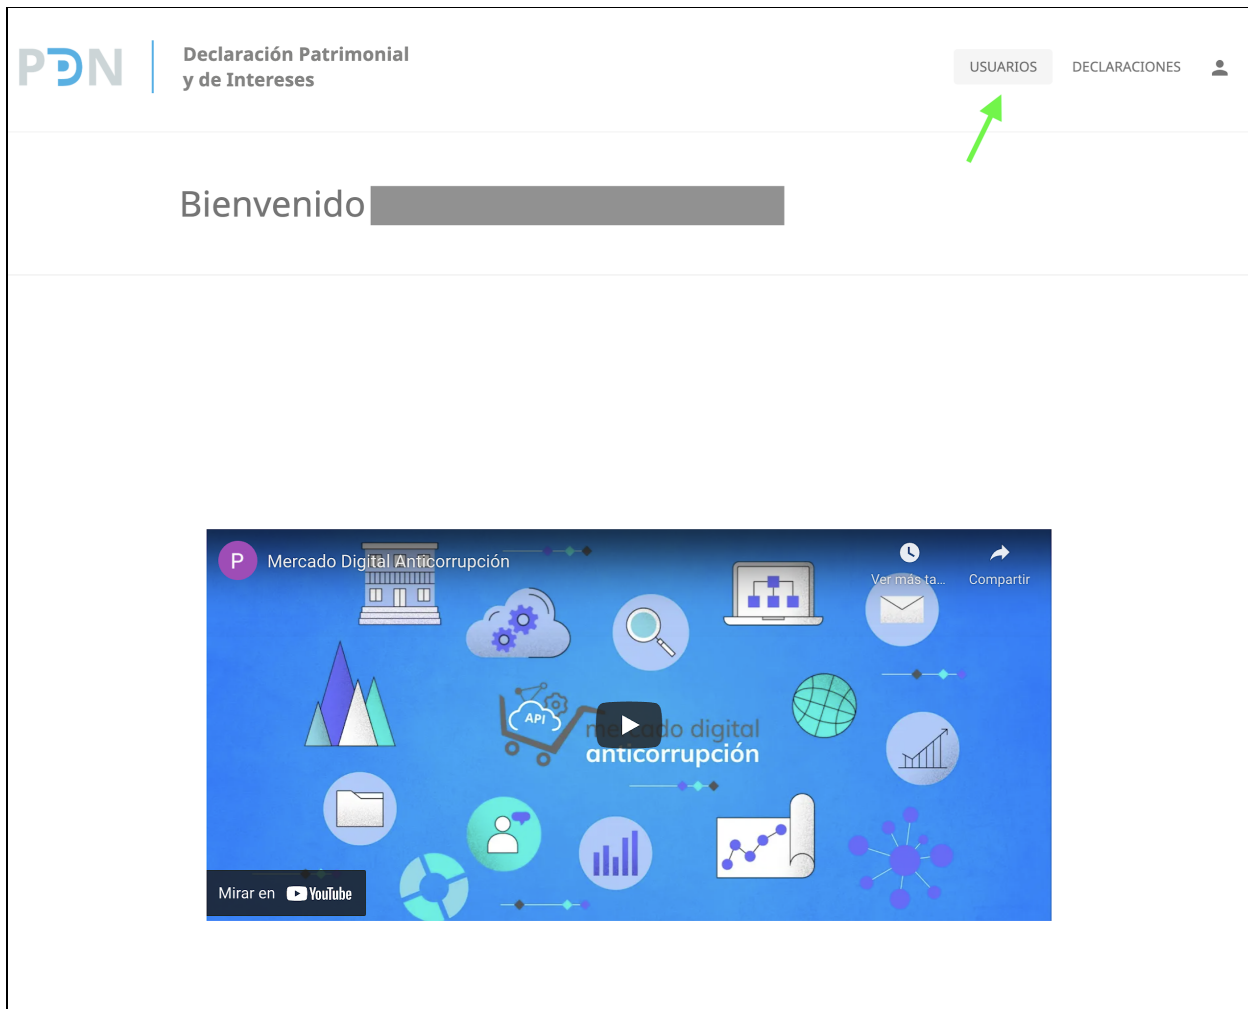 PDN
Declaración Patrimonial
y de Intereses
USUARIOS
DECLARACIONES
Bienvenido
P
Mercado Digital Anticorrupción
Ver más ta...
Compartir
API
mercado digital
anticorrupción
Mirar en YouTube